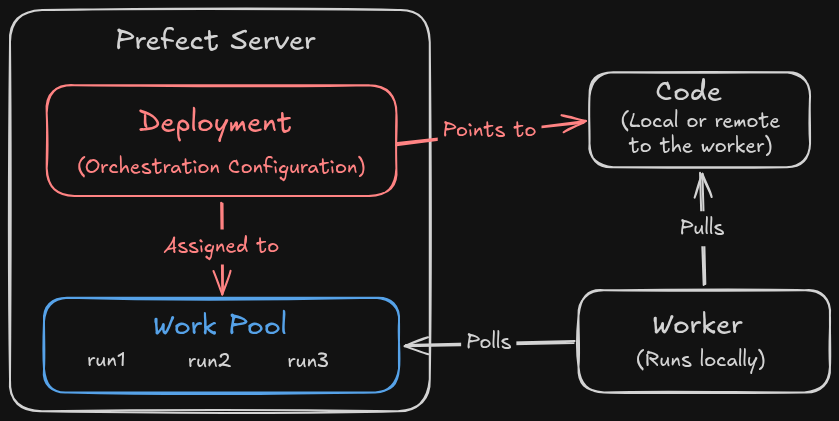 Prefect Server
Deployment
(Orchestration Configuration)
Points to
Code
(Local or remote
to the worker)
Assigned to
Pulls
Work Pool
run1 run2 run3
Polls
Worker
(Runs locally)